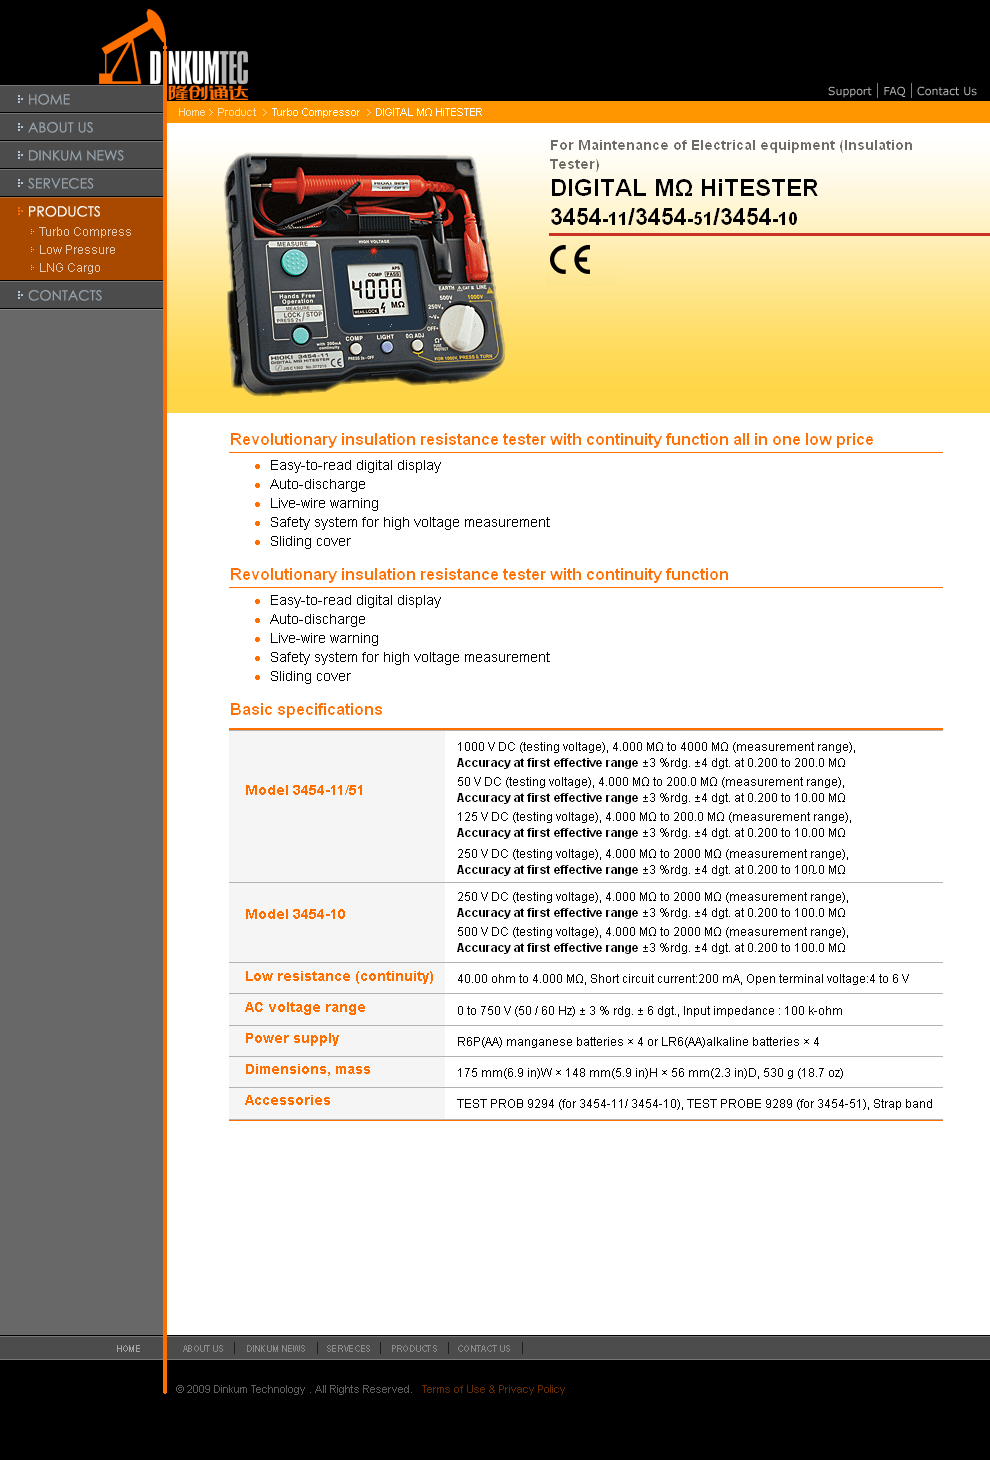 DINKUMTEC
隆创通达
Support | FAQ | Contact Us
HOME
ABOUT US
DINKUM NEWS
SERVECES
PRODUCTS
Turbo Compress
Low Pressure
LNG Cargo
CONTACTS
Home > Product > Turbo Compressor > DIGITAL MΩ HiTESTER
For Maintenance of Electrical equipment (Insulation
Tester)
DIGITAL MΩ HiTESTER
3454-11/3454-51/3454-10
CE
MEASURE
HIGH VOLTAGE
Hands Free
Operation
MEASURE
LOCK / STOP
PRESS 2s
with 200mA
continuity
APS
COMP PASS
4000
MΩ
4
EARTH
CAT III
LINE
500V
1000V
250V
~V
OFF
COMP
LIGHT
0Ω ADJ
PRESS 2s-OFF
FOR 1000V, PRESS & TURN
HIOKI 3454-11
DIGITAL MΩ HiTESTER
CE
Revolutionary insulation resistance tester with continuity function all in one low price
Easy-to-read digital display
Auto-discharge
Live-wire warning
Safety system for high voltage measurement
Sliding cover
Revolutionary insulation resistance tester with continuity function
Easy-to-read digital display
Auto-discharge
Live-wire warning
Safety system for high voltage measurement
Sliding cover
Basic specifications
Model 3454-11/51
1000 V DC (testing voltage), 4.000 MΩ to 4000 MΩ (measurement range),
Accuracy at first effective range ±3 %rdg. ±4 dgt. at 0.200 to 200.0 MΩ
50 V DC (testing voltage), 4.000 MΩ to 200.0 MΩ (measurement range),
Accuracy at first effective range ±3 %rdg. ±4 dgt. at 0.200 to 10.00 MΩ
125 V DC (testing voltage), 4.000 MΩ to 200.0 MΩ (measurement range),
Accuracy at first effective range ±3 %rdg. ±4 dgt. at 0.200 to 10.00 MΩ
250 V DC (testing voltage), 4.000 MΩ to 2000 MΩ (measurement range),
Accuracy at first effective range ±3 %rdg. ±4 dgt. at 0.200 to 100.0 MΩ
Model 3454-10
250 V DC (testing voltage), 4.000 MΩ to 2000 MΩ (measurement range),
Accuracy at first effective range ±3 %rdg. ±4 dgt. at 0.200 to 100.0 MΩ
500 V DC (testing voltage), 4.000 MΩ to 2000 MΩ (measurement range),
Accuracy at first effective range ±3 %rdg. ±4 dgt. at 0.200 to 100.0 MΩ
Low resistance (continuity)
40.00 ohm to 4.000 MΩ, Short circuit current:200 mA, Open terminal voltage:4 to 6 V
AC voltage range
0 to 750 V (50 / 60 Hz) ± 3 % rdg. ± 6 dgt., Input impedance : 100 k-ohm
Power supply
R6P(AA) manganese batteries × 4 or LR6(AA)alkaline batteries × 4
Dimensions, mass
175 mm(6.9 in)W × 148 mm(5.9 in)H × 56 mm(2.3 in)D, 530 g (18.7 oz)
Accessories
TEST PROB 9294 (for 3454-11/ 3454-10), TEST PROBE 9289 (for 3454-51), Strap band
HOME
ABOUT US | DINKUM NEWS | SERVECES | PRODUCTS | CONTACT US |
© 2009 Dinkum Technology . All Rights Reserved. Terms of Use & Privacy Policy